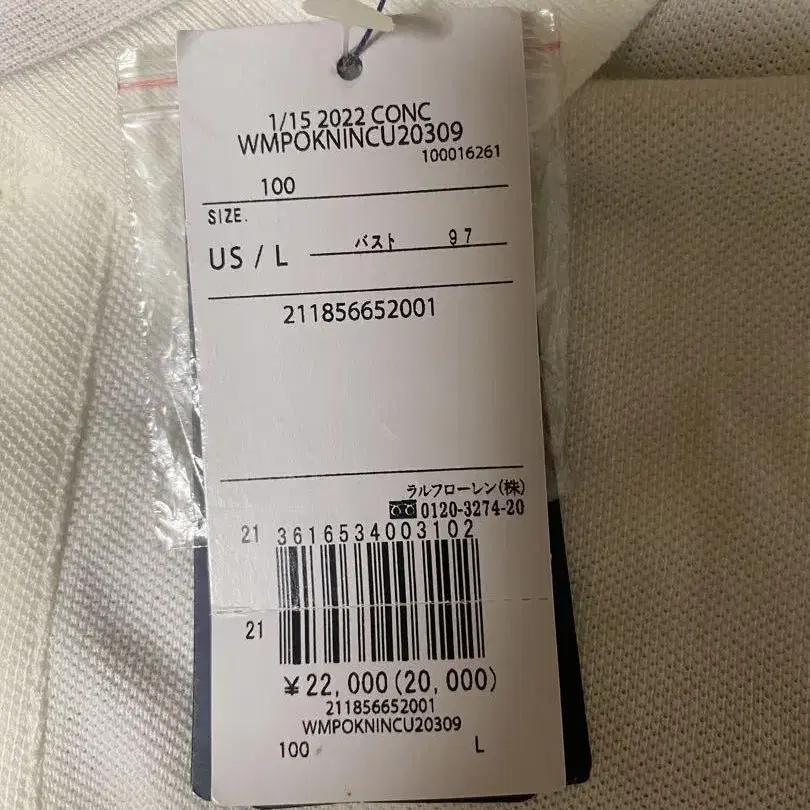 1/15 2022 CONC
WMPOKNINCU20309
100016261
100
SIZE.
US / L バスト 97
211856652001
ラルフローレン(株)
0120-3274-20
21 3616534003102
21
¥22,000(20,000)
211856652001
WMPOKNINCU20309
100 L